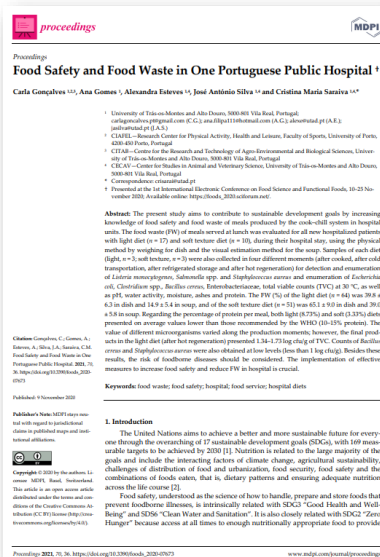 proceedings
MDPI
Proceedings
Food Safety and Food Waste in One Portuguese Public Hospital †
Carla Gonçalves 1,2,3, Ana Gomes 1, Alexandra Esteves 1,4, José António Silva 1,4 and Cristina Maria Saraiva 1,4,*
1 University of Trás-os-Montes and Alto Douro, 5000-801 Vila Real, Portugal;
carlagoncalves.pt@gmail.com (C.G.); ana.filipa111@hotmail.com (A.G.); alexe@utad.pt (A.E.);
jasilva@utad.pt (J.A.S.)
2 CIAFEL—Research Center for Physical Activity, Health and Leisure, Faculty of Sports, University of Porto,
4200-450 Porto, Portugal
3 CITAB—Centre for the Research and Technology of Agro-Environmental and Biological Sciences, Univer-
sity of Trás-os-Montes and Alto Douro, 5000-801 Vila Real, Portugal
4 CECAV—Center for Studies in Animal and Veterinary Science, University of Trás-os-Montes and Alto Douro,
5000-801 Vila Real, Portugal
* Correspondence: crisarai@utad.pt
† Presented at the 1st International Electronic Conference on Food Science and Functional Foods, 10–25 No-
vember 2020; Available online: https://foods_2020.sciforum.net/.
Abstract: The present study aims to contribute to sustainable development goals by increasing
knowledge of food safety and food waste of meals produced by the cook–chill system in hospital
units. The food waste (FW) of meals served at lunch was evaluated for all new hospitalized patients
with light diet (n = 17) and soft texture diet (n = 10), during their hospital stay, using the physical
method by weighing for dish and the visual estimation method for the soup. Samples of each diet
(light, n = 3; soft texture, n = 3) were also collected in four different moments (after cooked, after cold
transportation, after refrigerated storage and after hot regeneration) for detection and enumeration
of Listeria monocytogenes, Salmonella spp. and Staphylococcus aureus and enumeration of Escherichia
coli, Clostridium spp., Bacillus cereus, Enterobacteriaceae, total viable counts (TVC) at 30 °C, as well
as pH, water activity, moisture, ashes and protein. The FW (%) of the light diet (n = 64) was 39.8 ±
6.3 in dish and 14.9 ± 5.4 in soup, and of the soft texture diet (n = 51) was 65.1 ± 9.0 in dish and 39.0
± 5.8 in soup. Regarding the percentage of protein per meal, both light (8.73%) and soft (3.33%) diets
presented on average values lower than those recommended by the WHO (10–15% protein). The
value of different microorganisms varied along the production moments; however, the final prod-
ucts in the light diet (after hot regeneration) presented 1.34–1.73 log cfu/g of TVC. Counts of Bacillus
cereus and Staphylococcus aureus were also obtained at low levels (less than 1 log cfu/g). Besides these
results, the risk of foodborne diseases should be considered. The implementation of effective
measures to increase food safety and reduce FW in hospital is crucial.
Keywords: food waste; food safety; hospital; food service; hospital diets
Citation: Gonçalves, C.; Gomes, A.;
Esteves, A.; Silva, J.A.; Saraiva, C.M.
Food Safety and Food Waste in One
Portuguese Public Hospital. 2021, 70,
36. https://doi.org/10.3390/foods_2020-
07673
Published: 9 November 2020
Publisher's Note: MDPI stays neu-
tral with regard to jurisdictional
claims in published maps and insti-
tutional affiliations.
Copyright: © 2020 by the authors. Li-
censee MDPI, Basel, Switzerland.
This article is an open access article
distributed under the terms and con-
ditions of the Creative Commons At-
tribution (CC BY) license (http://crea-
tivecommons.org/licenses/by/4.0/).
1. Introduction
The United Nations aims to achieve a better and more sustainable future for every-
one through the overarching of 17 sustainable development goals (SDGs), with 169 meas-
urable targets to be achieved by 2030 [1]. Nutrition is related to the large majority of the
goals and include the interacting factors of climate change, agricultural sustainability,
challenges of distribution of food and urbanization, food security, food safety and the
combinations of foods eaten, that is, dietary patterns and ensuring adequate nutrition
across the life course [2].
Food safety, understood as the science of how to handle, prepare and store foods that
prevent foodborne illnesses, is intrinsically related with SDG3 “Good Health and Well-
Being” and SDS6 “Clean Water and Sanitation”. It is also closely related with SDG2 “Zero
Hunger” because access at all times to enough nutritionally appropriate food to provide
Proceedings 2021, 70, 36. https://doi.org/10.3390/foods_2020-07673
www.mdpi.com/journal/proceedings